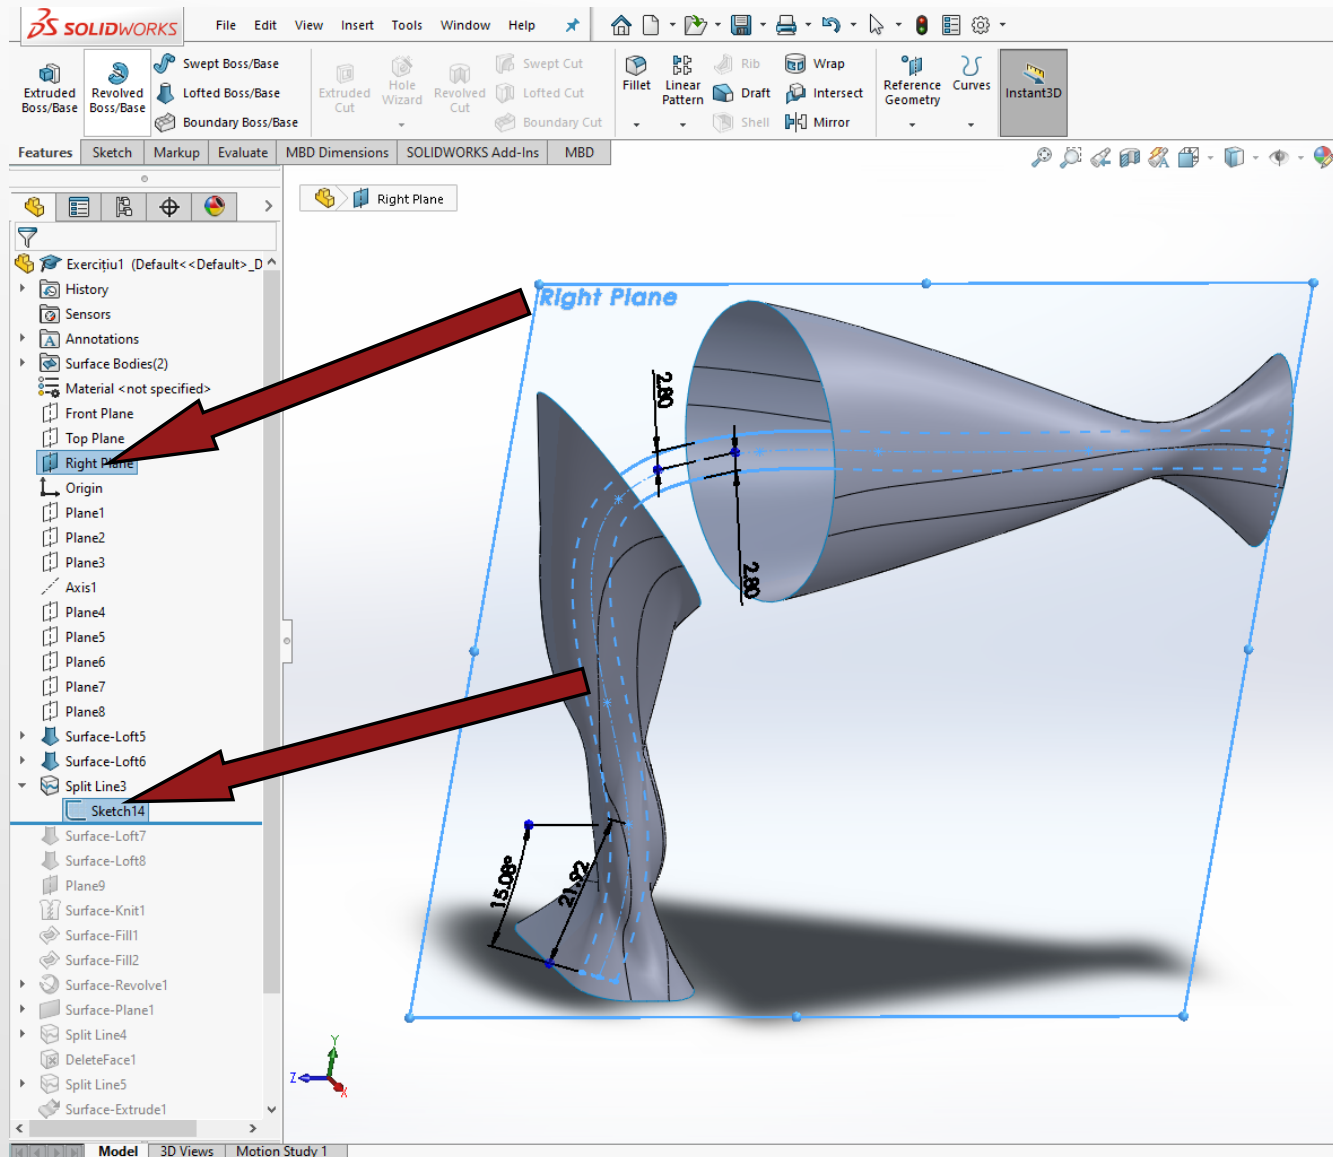 SOLIDWORKS File Edit View Insert Tools Window Help
Extruded Boss/Base
Revolved Boss/Base
Swept Boss/Base
Lofted Boss/Base
Boundary Boss/Base
Extruded Cut
Hole Wizard
Revolved Cut
Swept Cut
Lofted Cut
Boundary Cut
Fillet
Linear Pattern
Rib
Draft
Shell
Wrap
Intersect
Mirror
Reference Geometry
Curves
Instant3D
Features Sketch Markup Evaluate MBD Dimensions SOLIDWORKS Add-Ins MBD
Right Plane
Exercițiu1 (Default<<Default>_D
History
Sensors
Annotations
Surface Bodies(2)
Material <not specified>
Front Plane
Top Plane
Right Plane
Origin
Plane1
Plane2
Plane3
Axis1
Plane4
Plane5
Plane6
Plane7
Plane8
Surface-Loft5
Surface-Loft6
Split Line3
Sketch14
Surface-Loft7
Surface-Loft8
Plane9
Surface-Knit1
Surface-Fill1
Surface-Fill2
Surface-Revolve1
Surface-Plane1
Split Line4
DeleteFace1
Split Line5
Surface-Extrude1
Right Plane
2.80
2.80
15.08°
21.92
Y
Z
X
Model 3D Views Motion Study 1